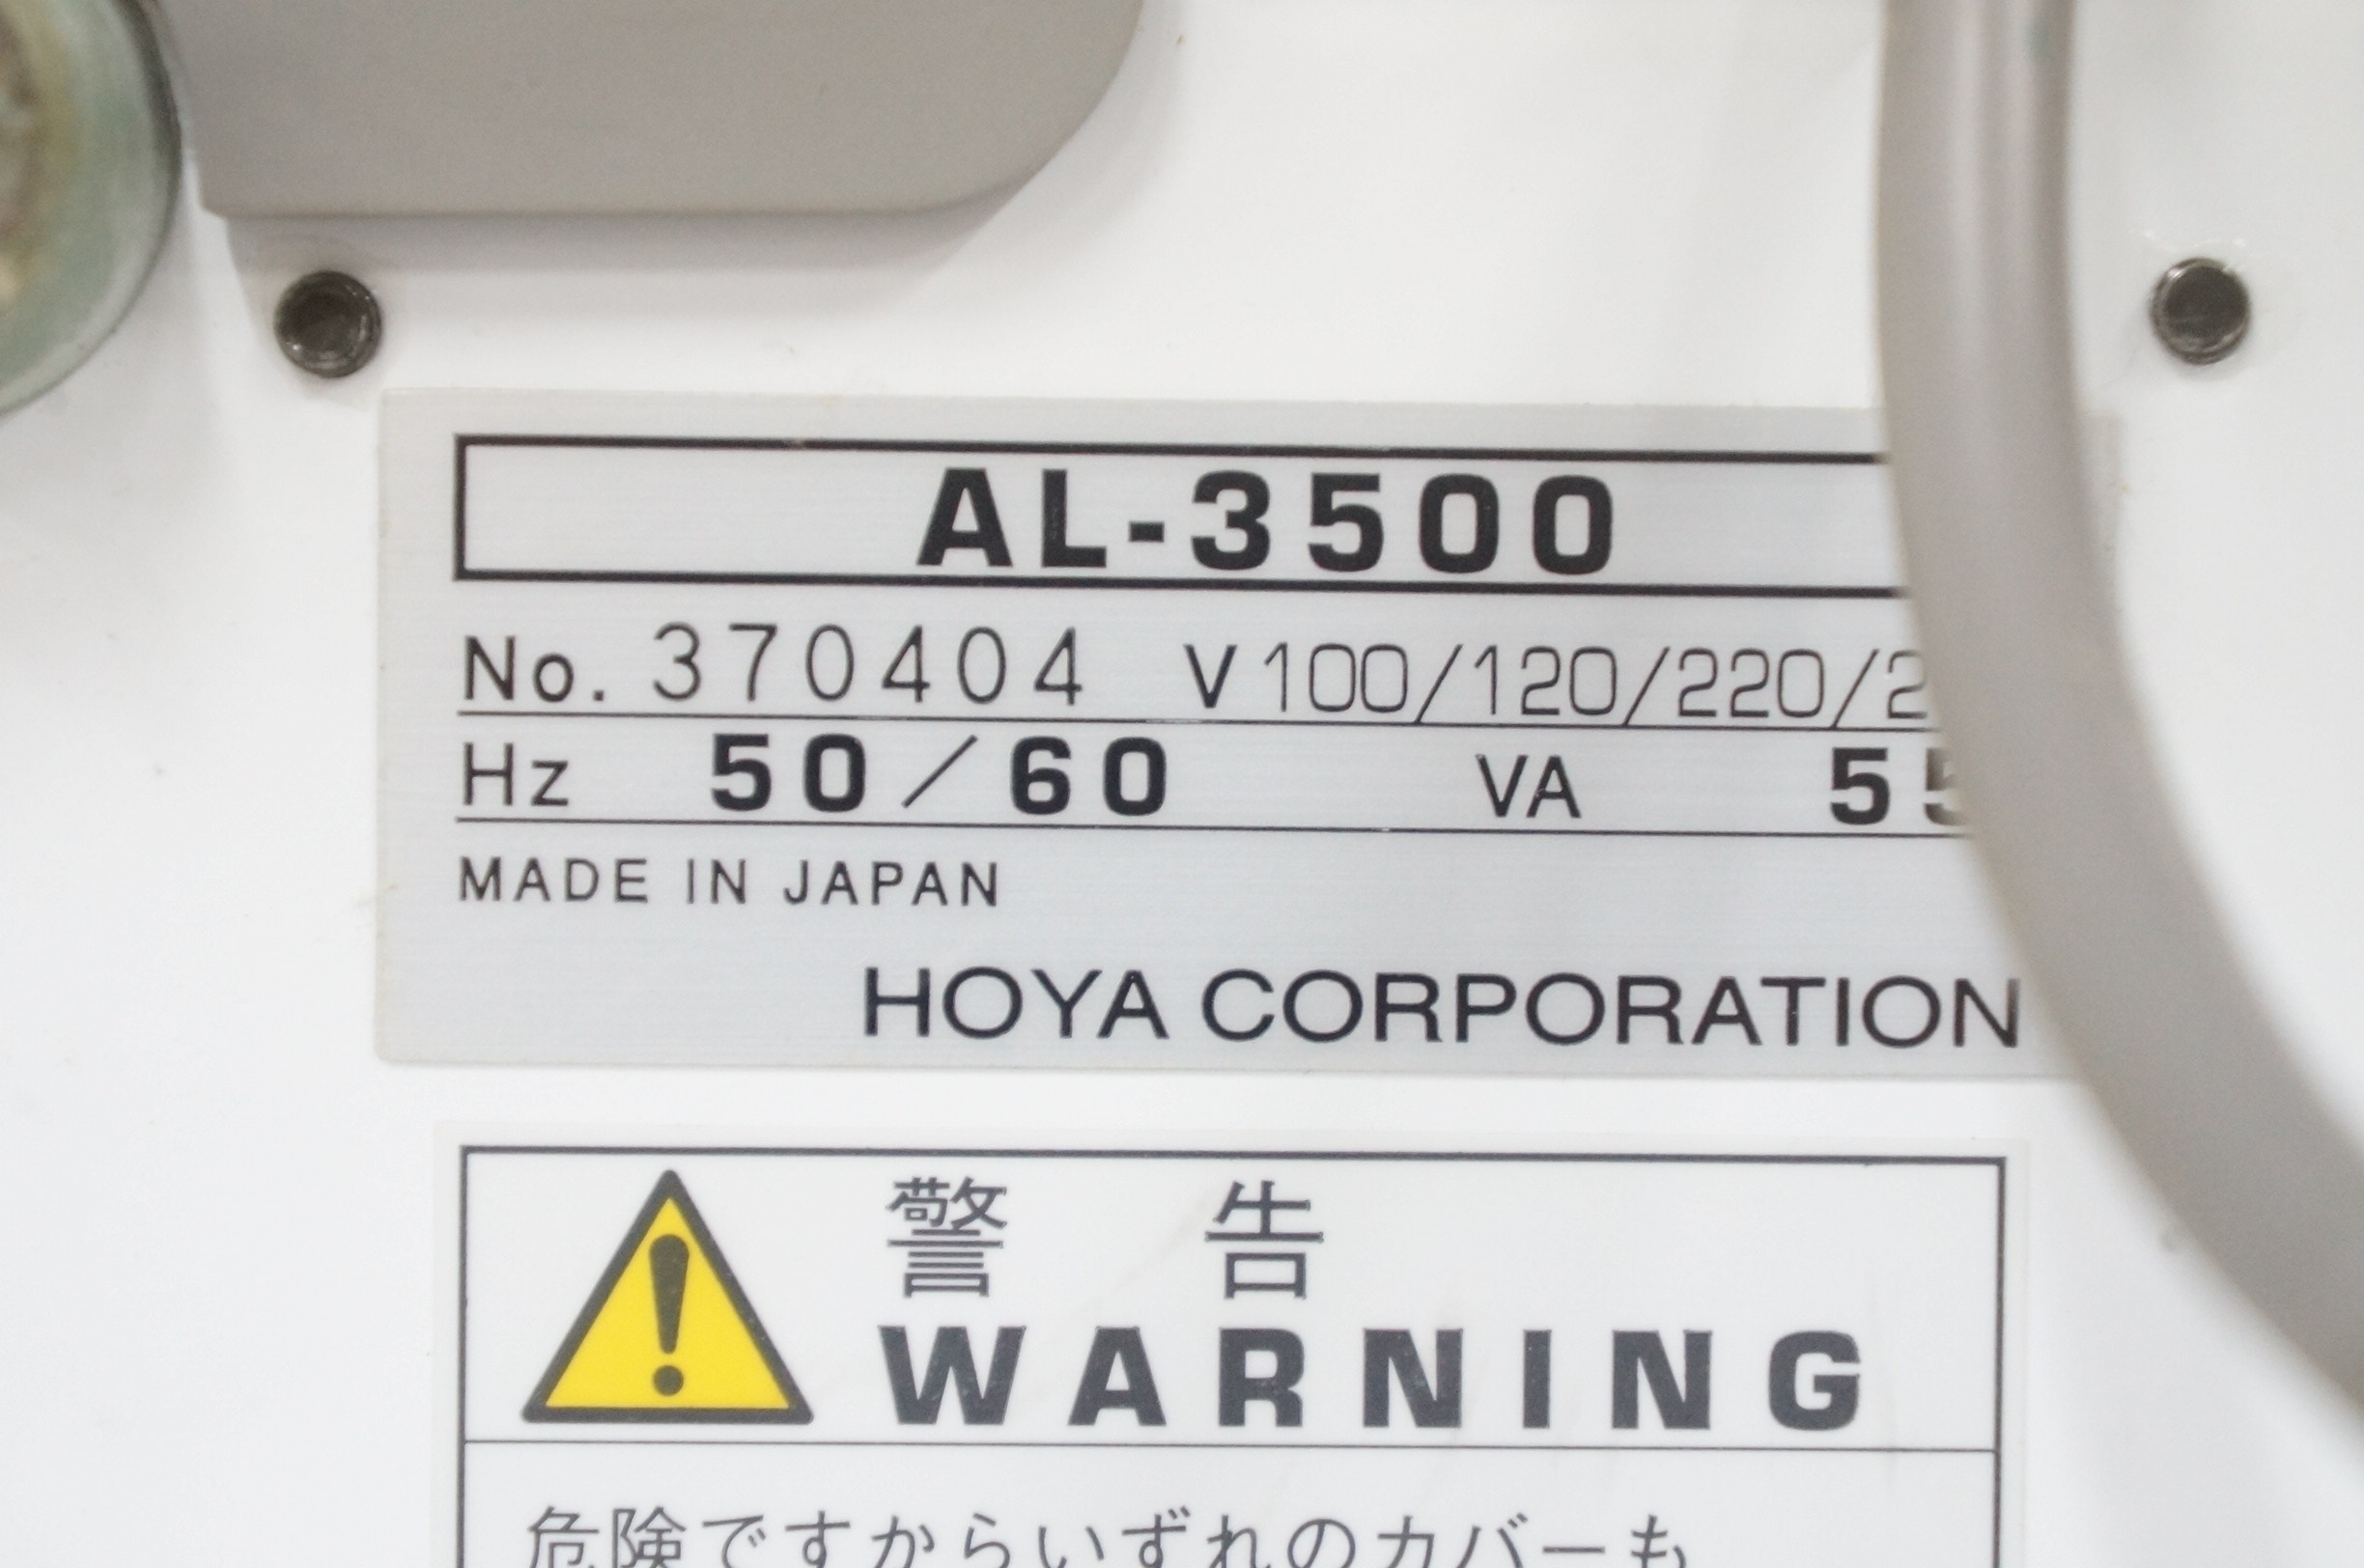 AL-3500
No. 370404 V 100/120/220/2
Hz 50/60 VA 55
MADE IN JAPAN
HOYA CORPORATION
警告
WARNING
危険ですからいずれのカバーも